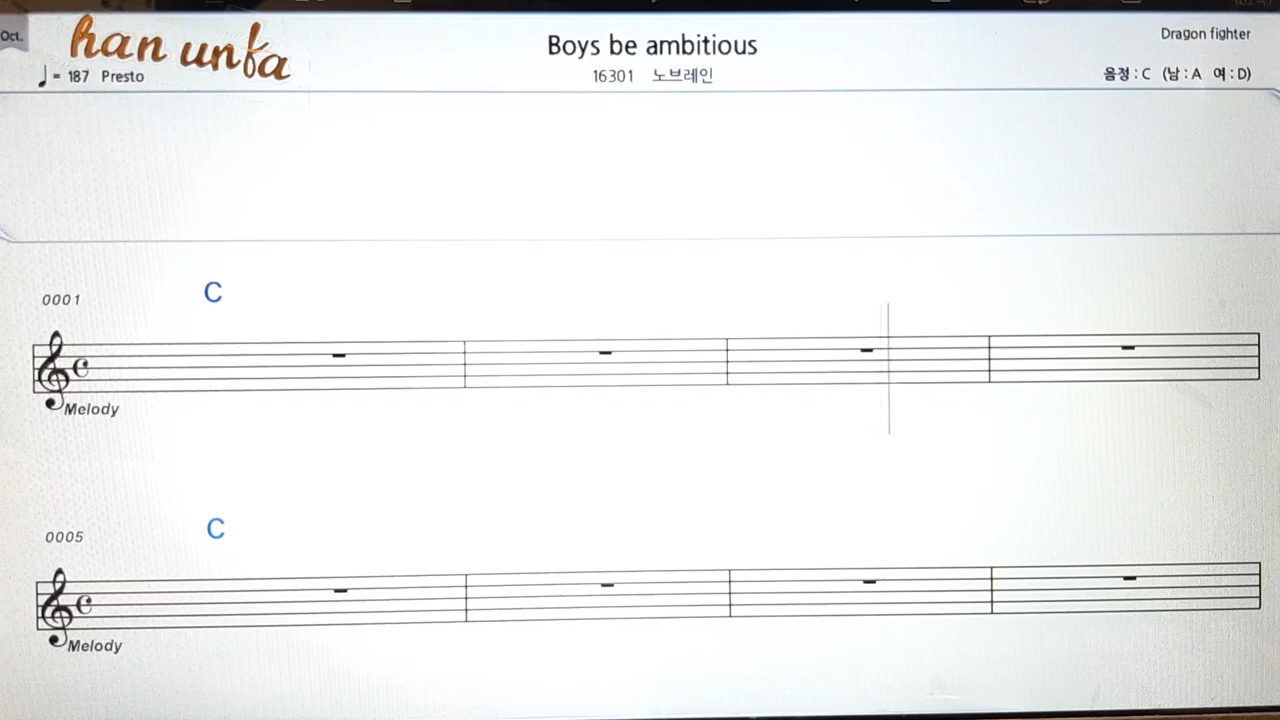 Oct.
han unfa
Boys be ambitious
Dragon fighter
♩= 187 Presto
16301 노브레인
음정 : C (남 : A 여 : D)
0001
C
Melody
0005
C
Melody